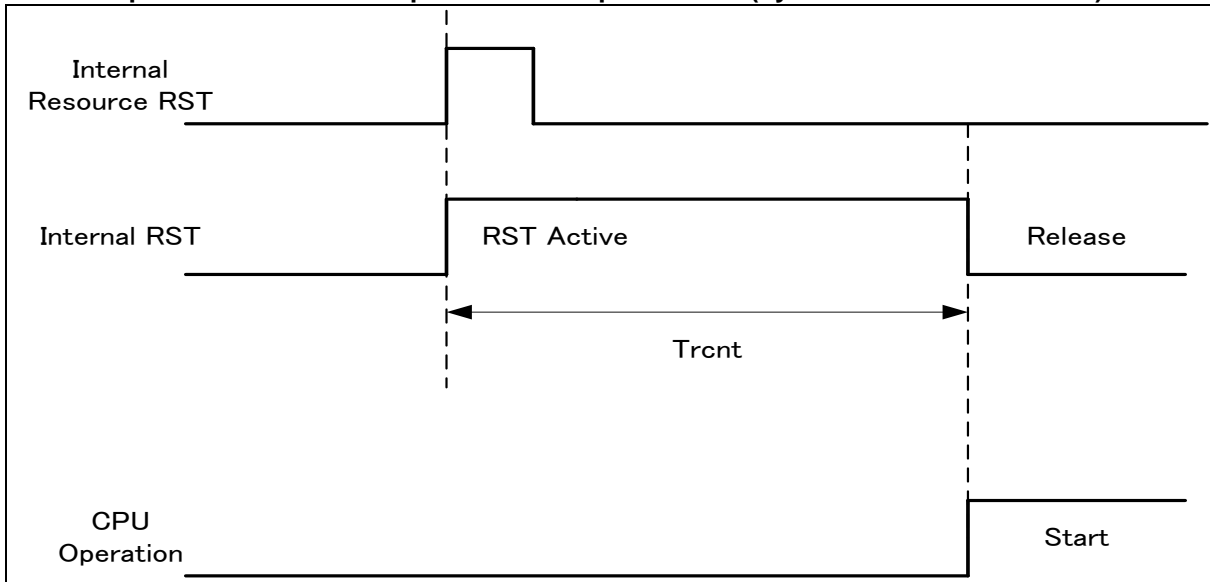 Internal
Resource RST
Internal RST
RST Active
Release
Trcnt
CPU
Operation
Start